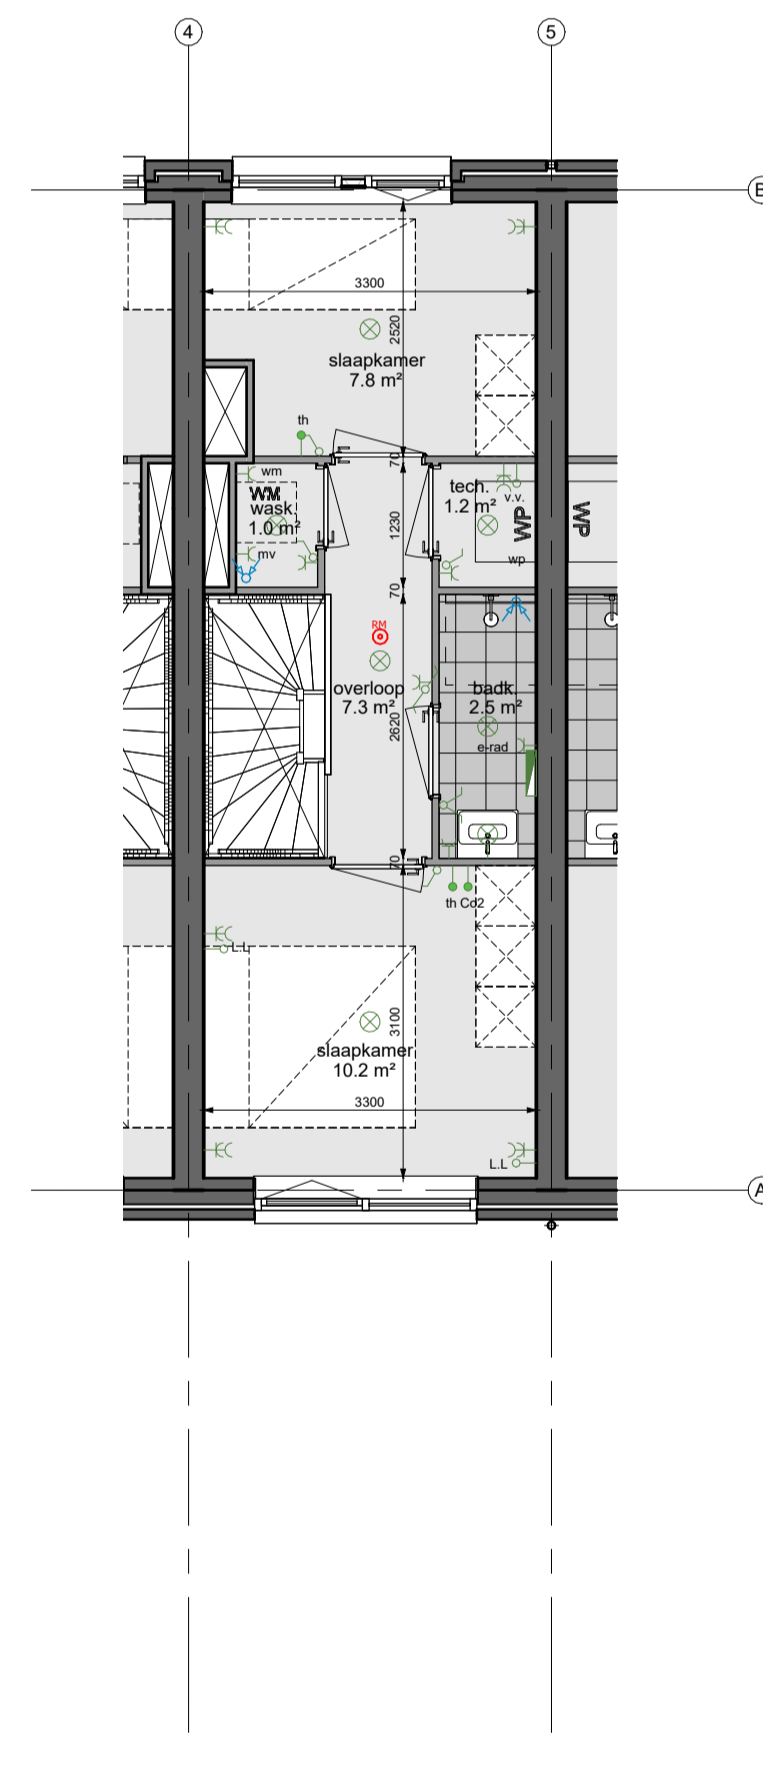 4
5
B
3300
2520
slaapkamer
7.8 m²
th
70
wm
WM
wask.
1.0 m²
mv
1230
tech.
1.2 m²
v.v.
WP
WP
wp
70
RM
overloop
7.3 m²
2620
badk.
2.5 m²
e-rad
70
th Co2
L.L
3100
slaapkamer
10.2 m²
3300
L.L
A